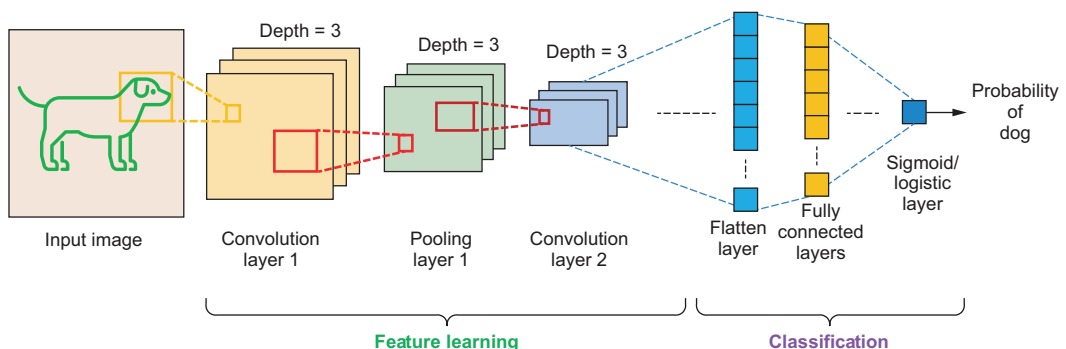 Depth = 3
Depth = 3
Depth = 3
Probability
of
dog
Input image
Convolution
layer 1
Pooling
layer 1
Convolution
layer 2
Flatten
layer
Fully
connected
layers
Sigmoid/
logistic
layer
Feature learning
Classification